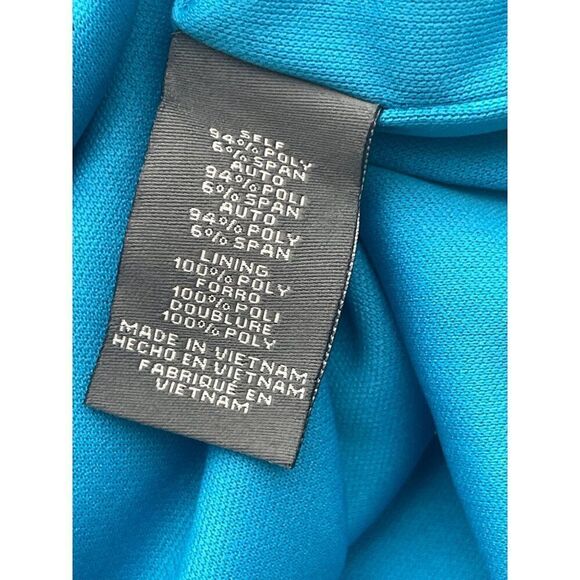 SELF
94% POLY
6% SPAN
AUTO
94% POLI
6% SPAN
AUTO
94% POLY
6% SPAN
LINING
100% POLY
FORRO
100% POLI
DOUBLURE
100% POLY
MADE IN VIETNAM
HECHO EN VIETNAM
FABRIQUÉ EN
VIETNAM